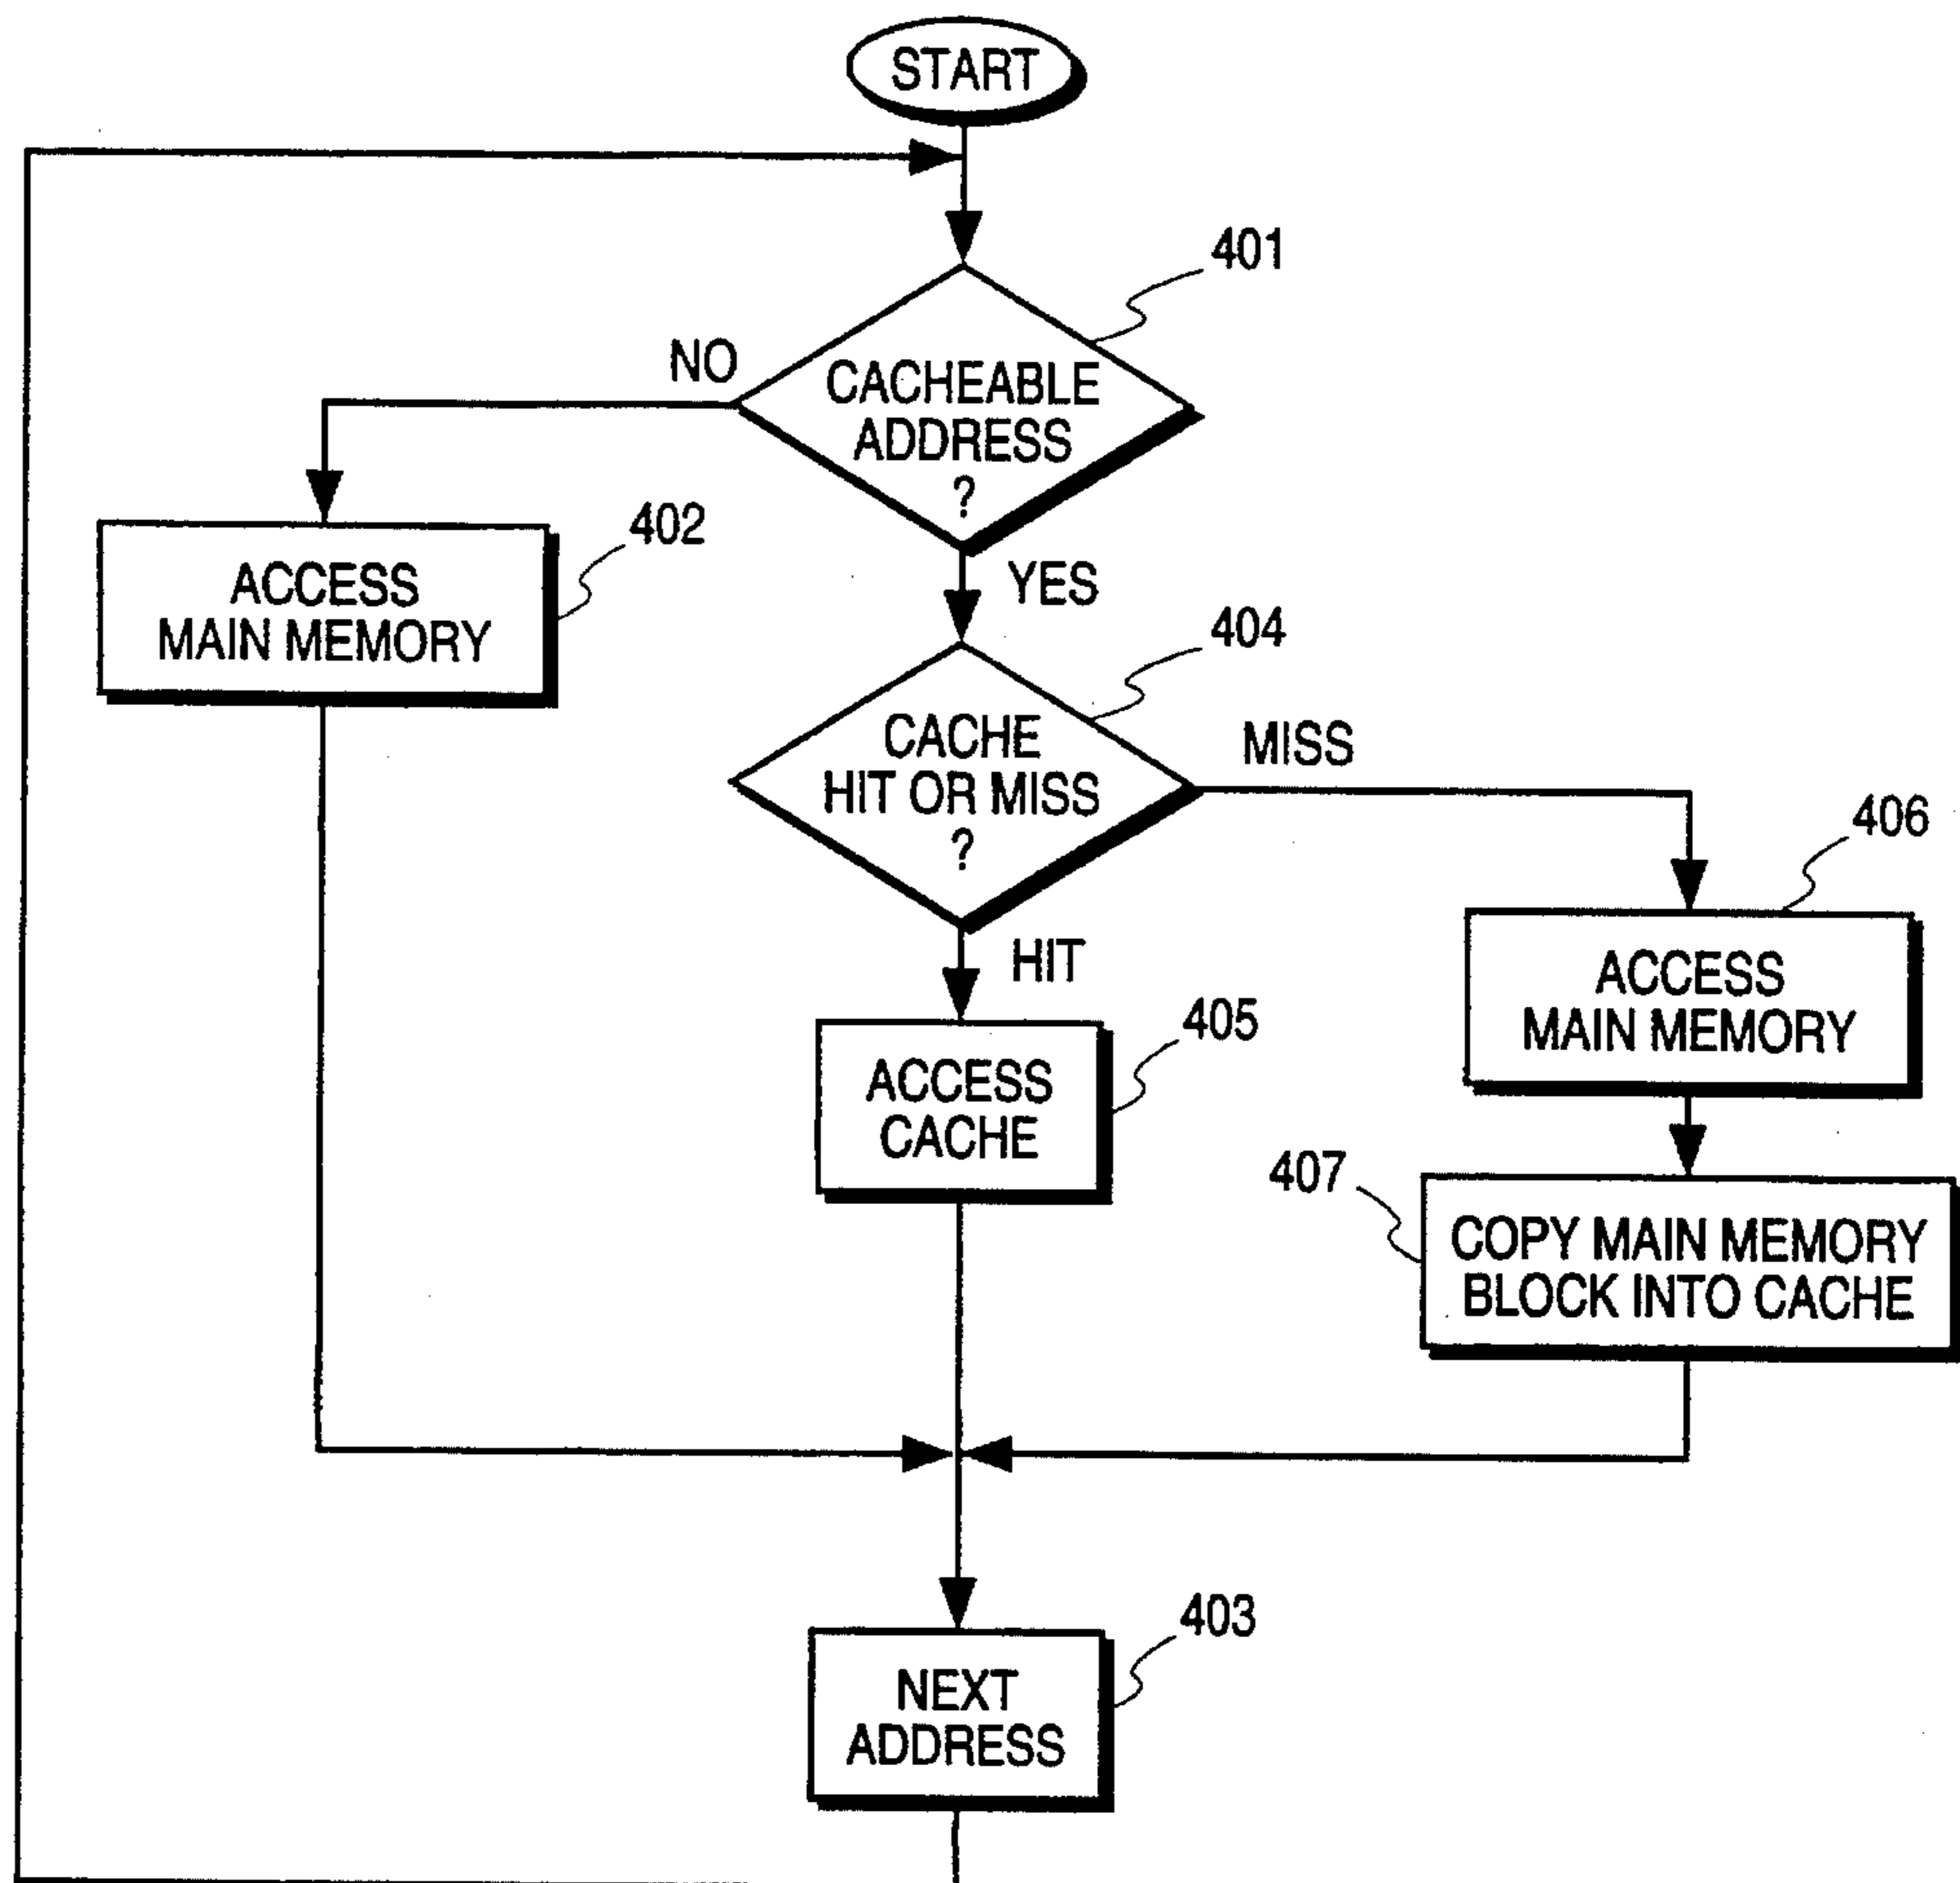 START
401
NO
CACHEABLE
ADDRESS
?
402
ACCESS
MAIN MEMORY
YES
404
CACHE
HIT OR MISS
?
MISS
406
HIT
ACCESS
MAIN MEMORY
405
ACCESS
CACHE
407
COPY MAIN MEMORY
BLOCK INTO CACHE
403
NEXT
ADDRESS